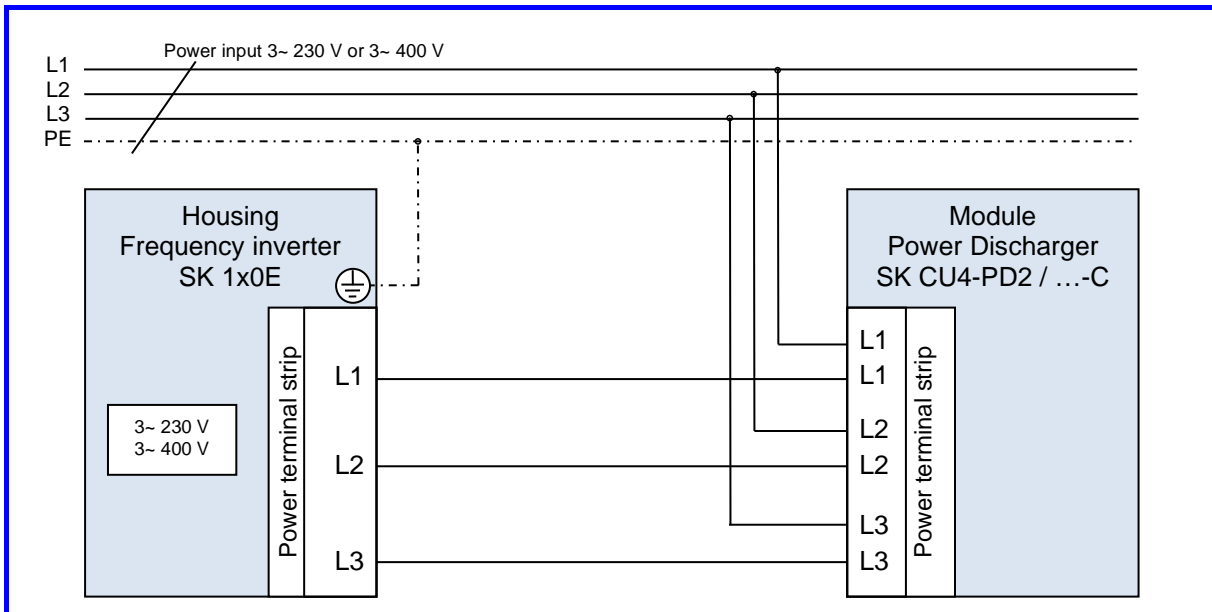 Power input 3~ 230 V or 3~ 400 V
L1
L2
L3
PE
Housing
Frequency inverter
SK 1x0E
3~ 230 V
3~ 400 V
Power terminal strip
L1
L2
L3
Module
Power Discharger
SK CU4-PD2 / …-C
L1
L1
L2
L2
L3
L3
Power terminal strip